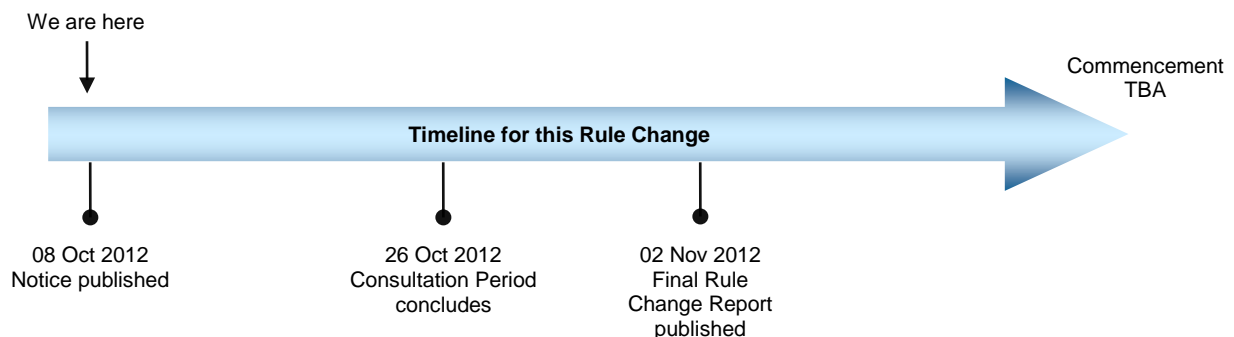 We are here
Commencement
TBA
Timeline for this Rule Change
08 Oct 2012
Notice published
26 Oct 2012
Consultation Period
concludes
02 Nov 2012
Final Rule
Change Report
published